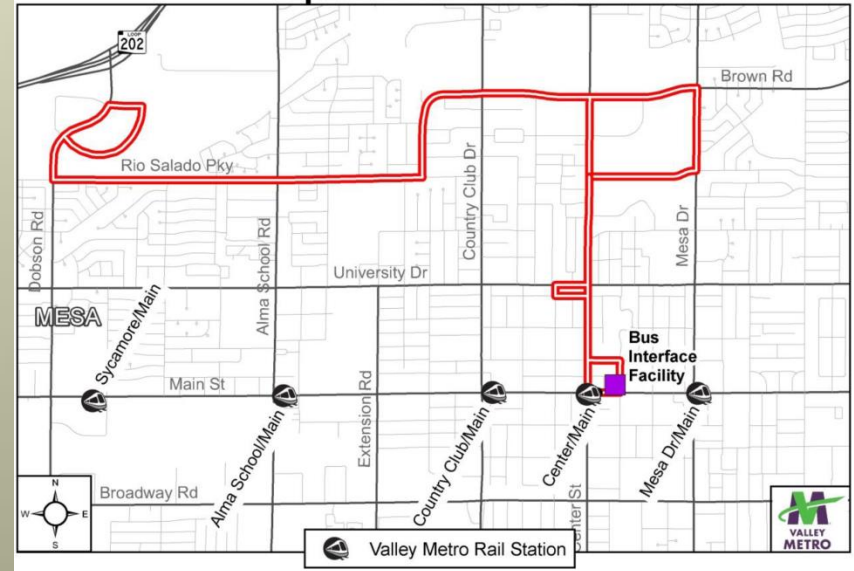 LOOP
202
Brown Rd
Rio Salado Pky
Country Club Dr
Dobson Rd
Alma School Rd
Mesa Dr
University Dr
MESA
Sycamore/Main
Bus
Interface
Facility
Main St
Extension Rd
Alma School/Main
Country Club/Main
Center/Main
Mesa Dr/Main
Broadway Rd
Center St
N
W E
S
VALLEY
METRO
Valley Metro Rail Station